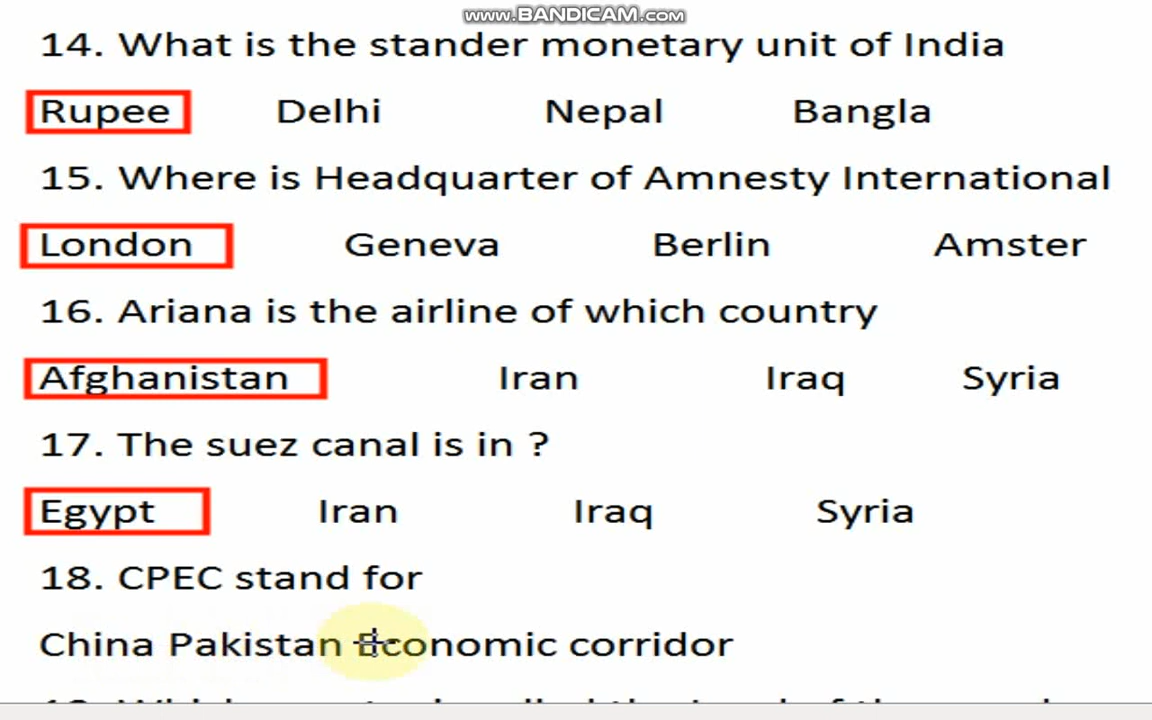 www.BANDICAM.com
14. What is the stander monetary unit of India
Rupee Delhi Nepal Bangla
15. Where is Headquarter of Amnesty International
London Geneva Berlin Amster
16. Ariana is the airline of which country
Afghanistan Iran Iraq Syria
17. The suez canal is in ?
Egypt Iran Iraq Syria
18. CPEC stand for
China Pakistan Economic corridor